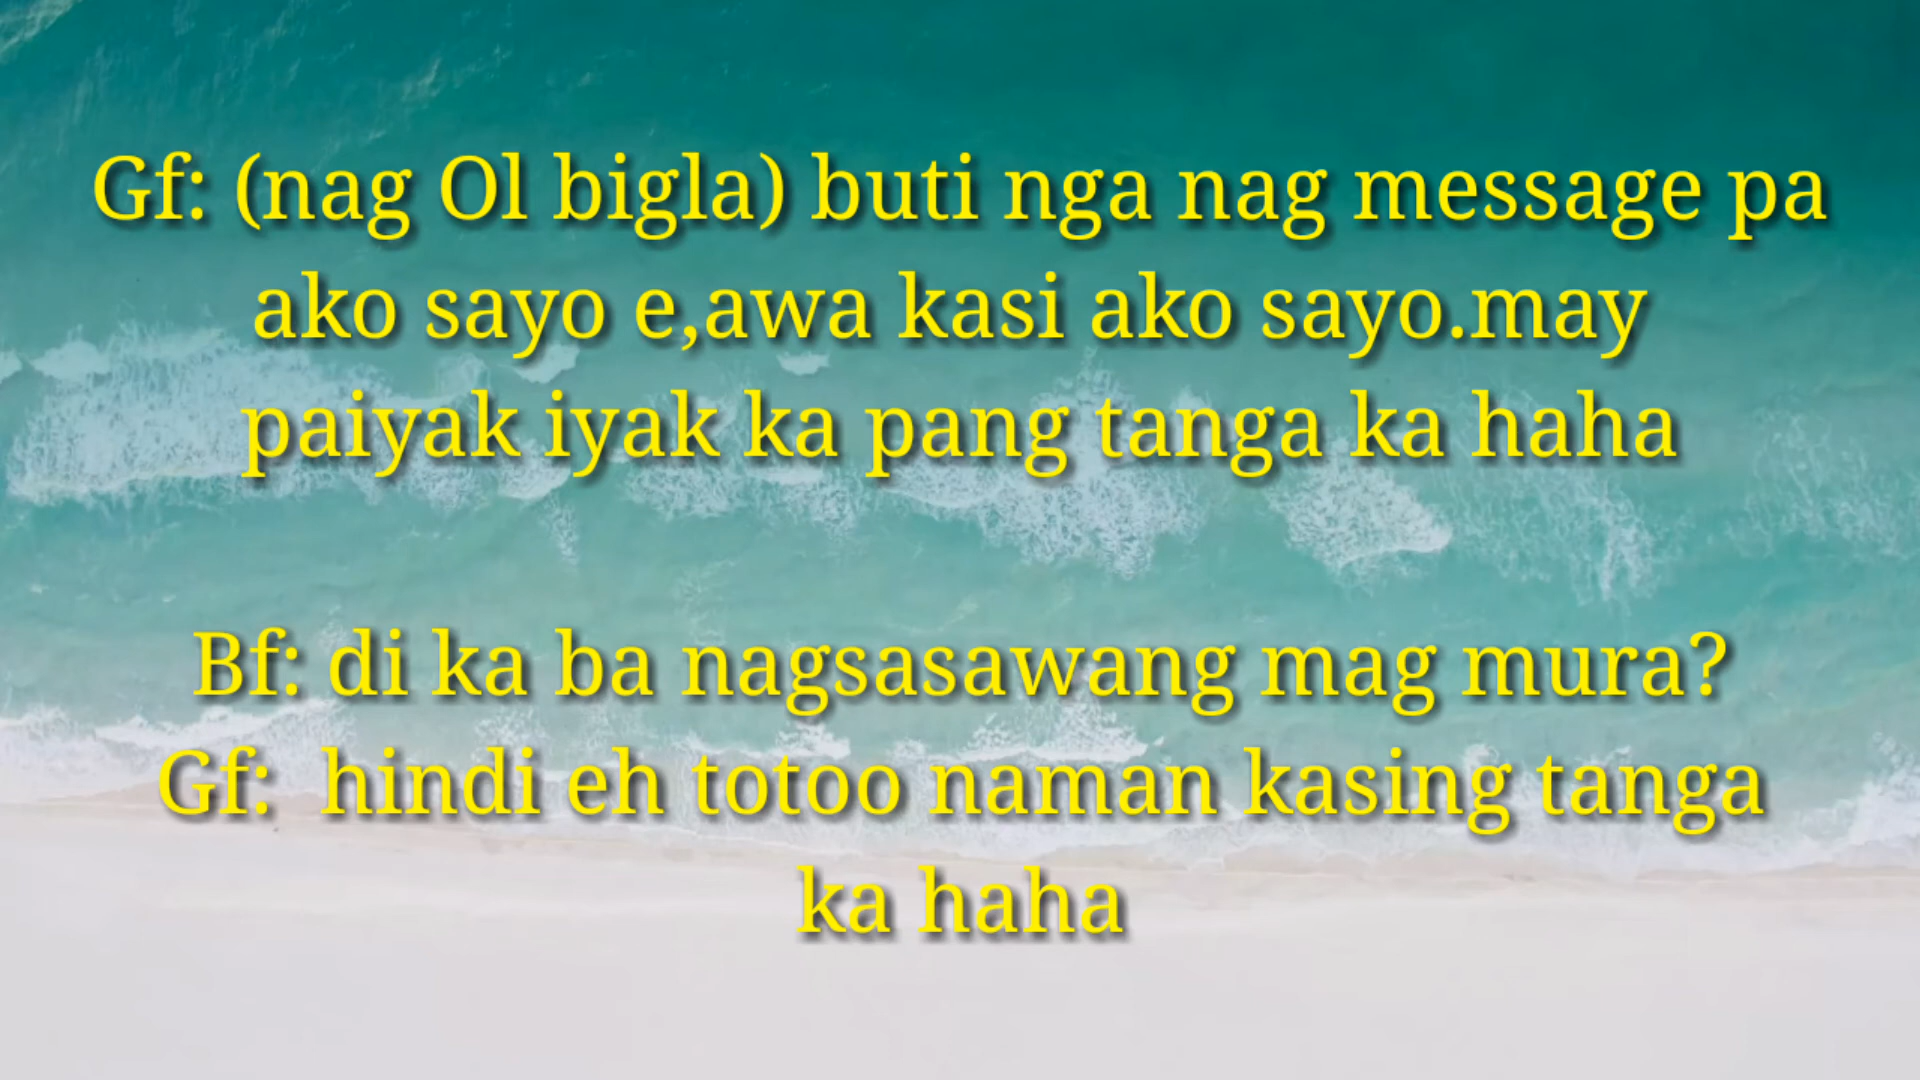 Gf: (nag Ol bigla) buti nga nag message pa
ako sayo e,awa kasi ako sayo.may
paiyak iyak ka pang tanga ka haha
Bf: di ka ba nagsasawang mag mura?
Gf:  hindi eh totoo naman kasing tanga
ka haha